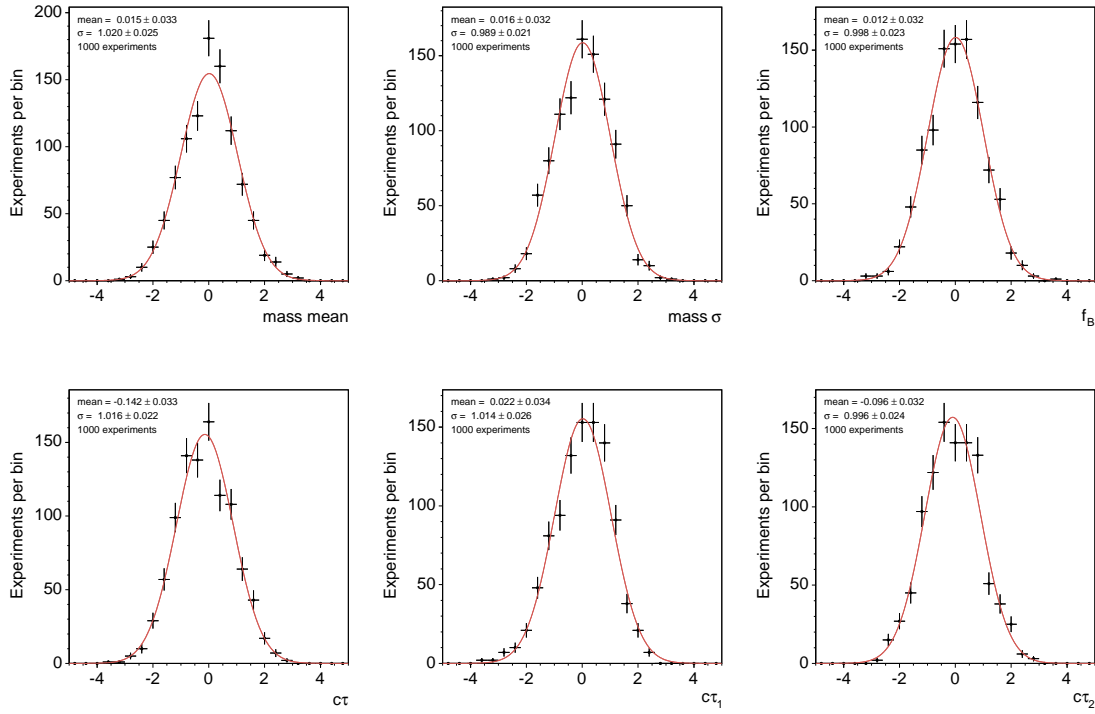 mean = 0.015 ± 0.033
σ = 1.020 ± 0.025
1000 experiments
Experiments per bin
0
50
100
150
200
-4 -2 0 2 4
mass mean
mean = 0.016 ± 0.032
σ = 0.989 ± 0.021
1000 experiments
Experiments per bin
0
50
100
150
-4 -2 0 2 4
mass σ
mean = 0.012 ± 0.032
σ = 0.998 ± 0.023
1000 experiments
Experiments per bin
0
50
100
150
-4 -2 0 2 4
f_B
mean = -0.142 ± 0.033
σ = 1.016 ± 0.022
1000 experiments
Experiments per bin
0
50
100
150
-4 -2 0 2 4
cτ
mean = 0.022 ± 0.034
σ = 1.014 ± 0.026
1000 experiments
Experiments per bin
0
50
100
150
-4 -2 0 2 4
cτ₁
mean = -0.096 ± 0.032
σ = 0.996 ± 0.024
1000 experiments
Experiments per bin
0
50
100
150
-4 -2 0 2 4
cτ₂